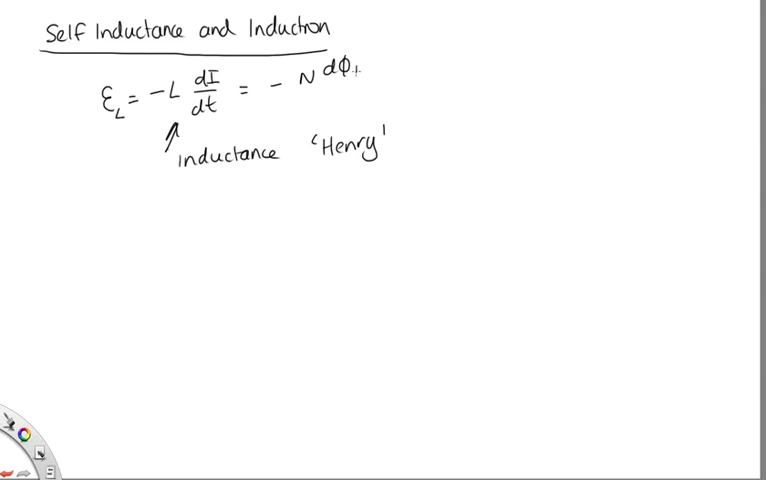 Self Inductance and Induction
ε_L = -L dI/dt = - N dΦ
Inductance 'Henry'